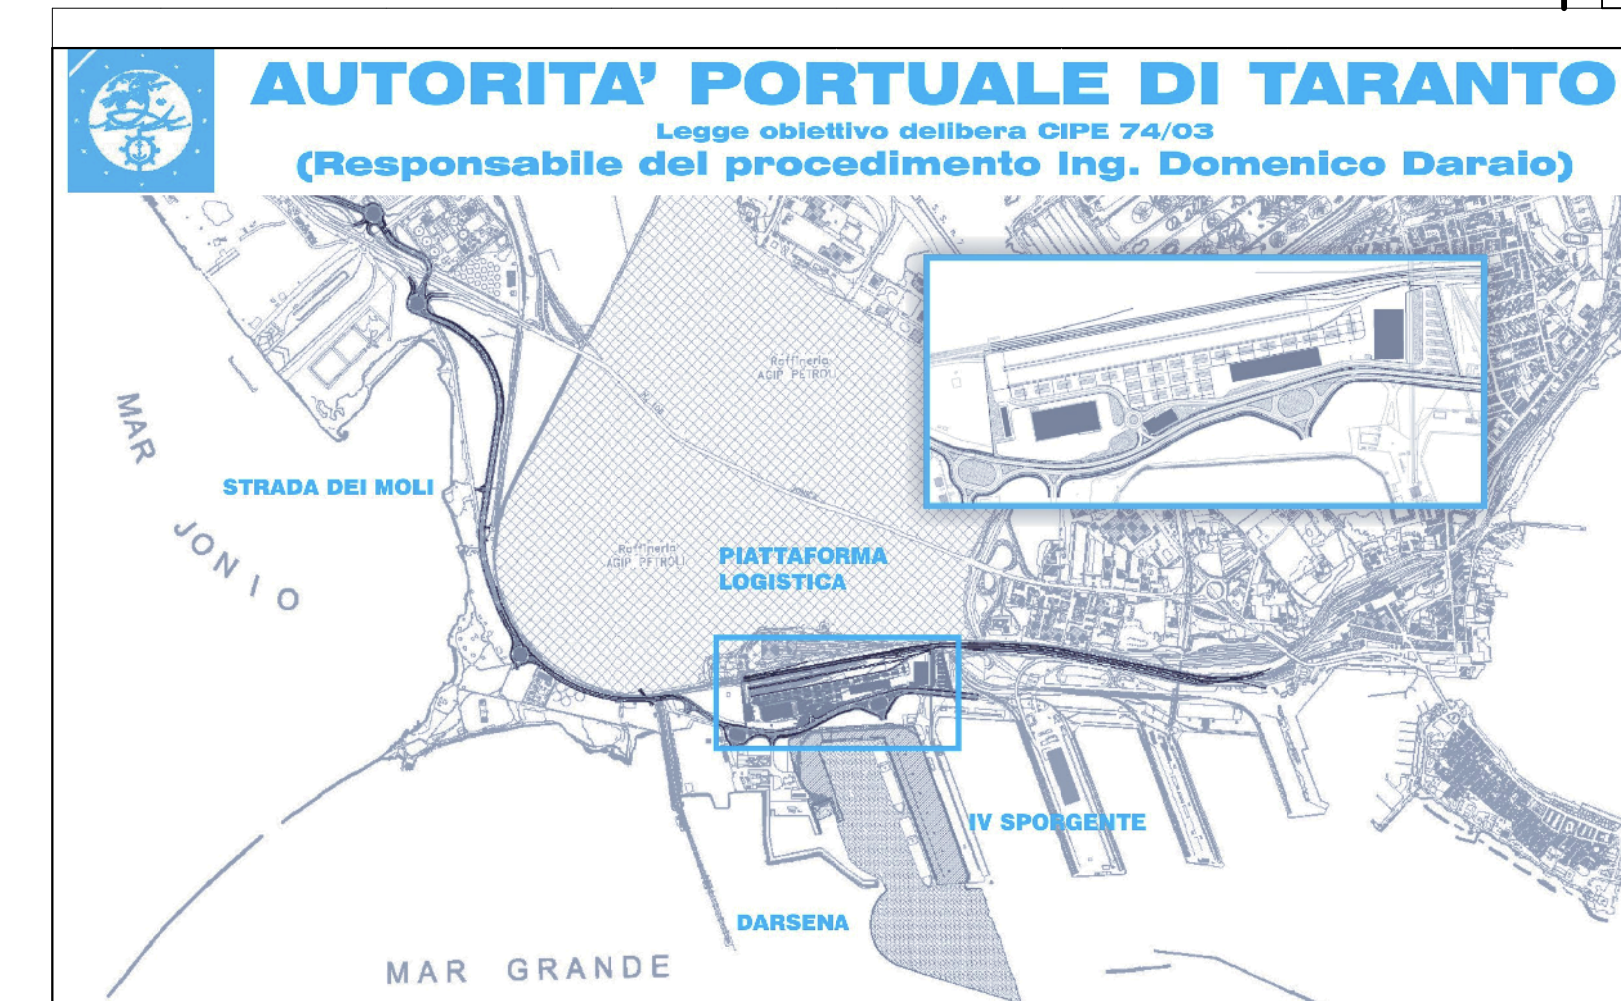 AUTORITA' PORTUALE DI TARANTO
Legge obiettivo delibera CIPE 74/03
(Responsabile del procedimento Ing. Domenico Daraio)
Raffineria
AGIP PETROLI
MAR
JONIO
STRADA DEI MOLI
Raffineria
AGIP PETROLI
PIATTAFORMA
LOGISTICA
IV SPORGENTE
DARSENA
MAR GRANDE